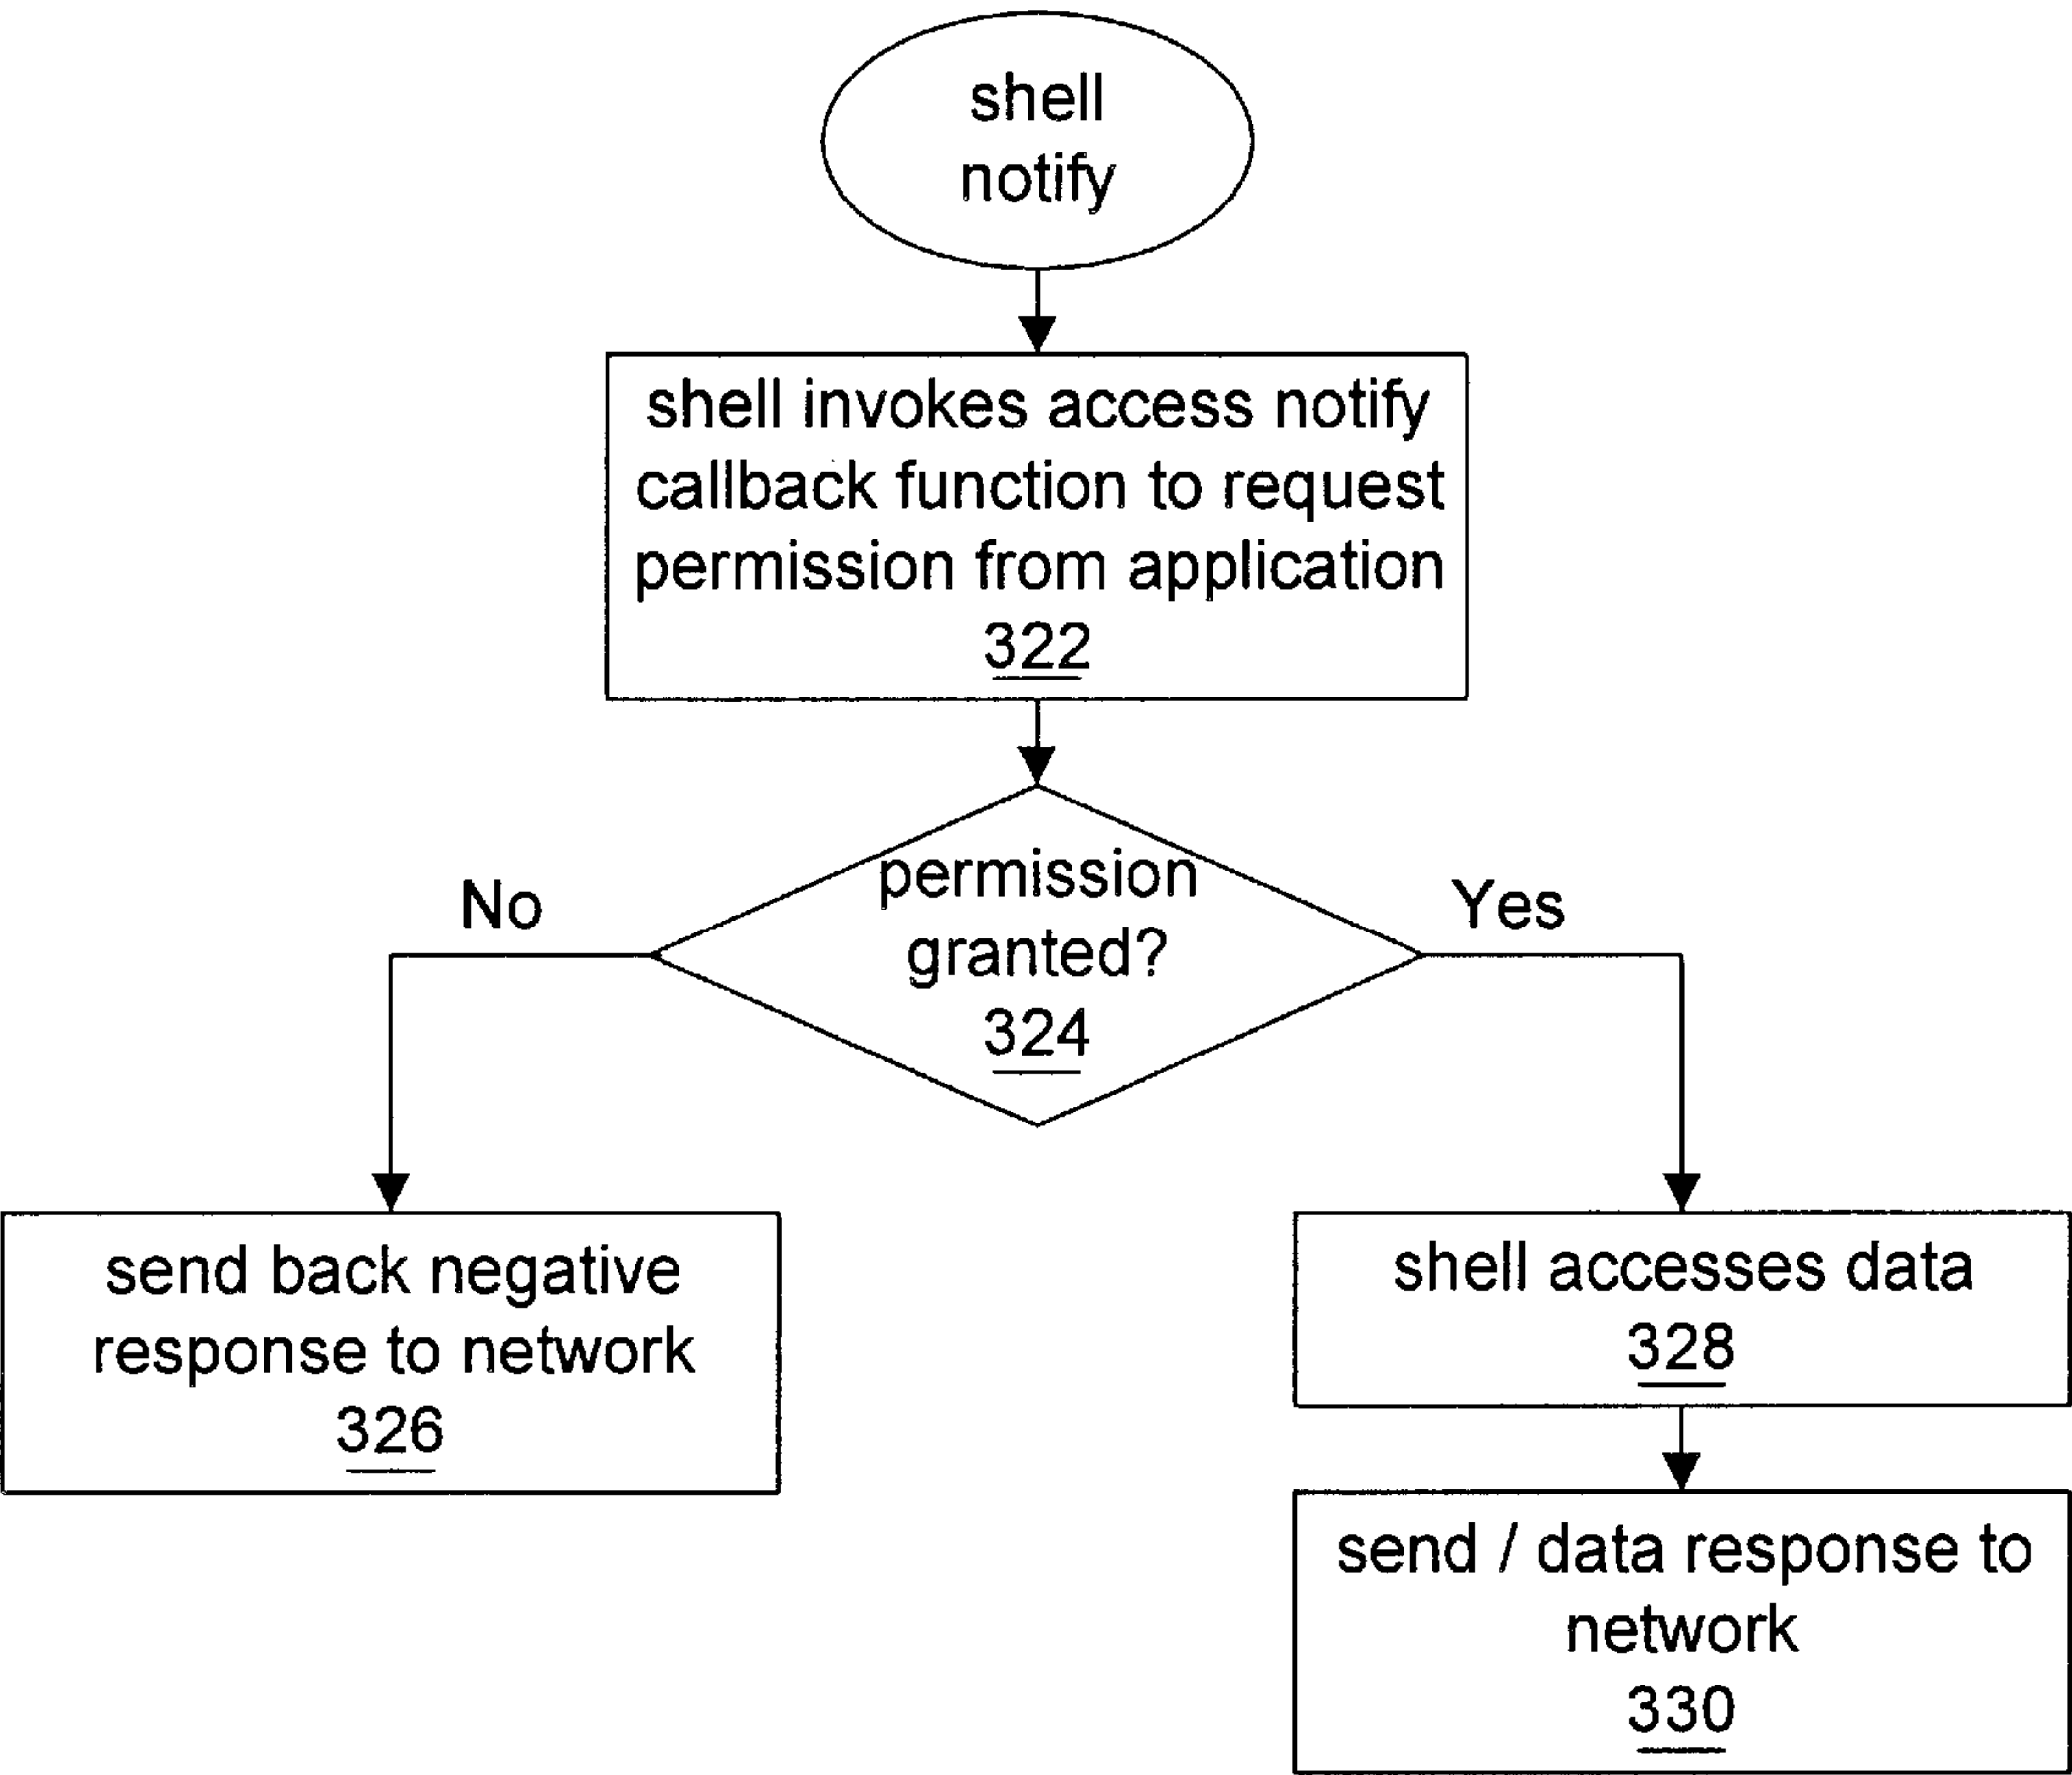 shell
notify
shell invokes access notify
callback function to request
permission from application
322
permission
granted?
324
No
Yes
send back negative
response to network
326
shell accesses data
328
send / data response to
network
330